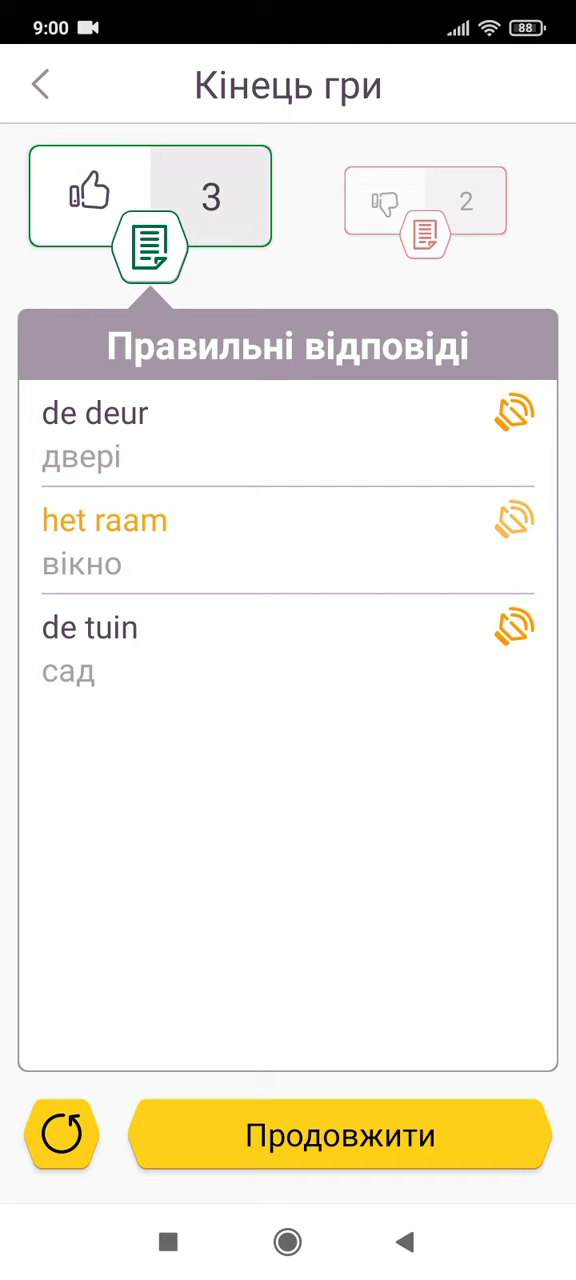 9:00
88
Кінець гри
3
2
Правильні відповіді
de deur
двері
het raam
вікно
de tuin
сад
Продовжити